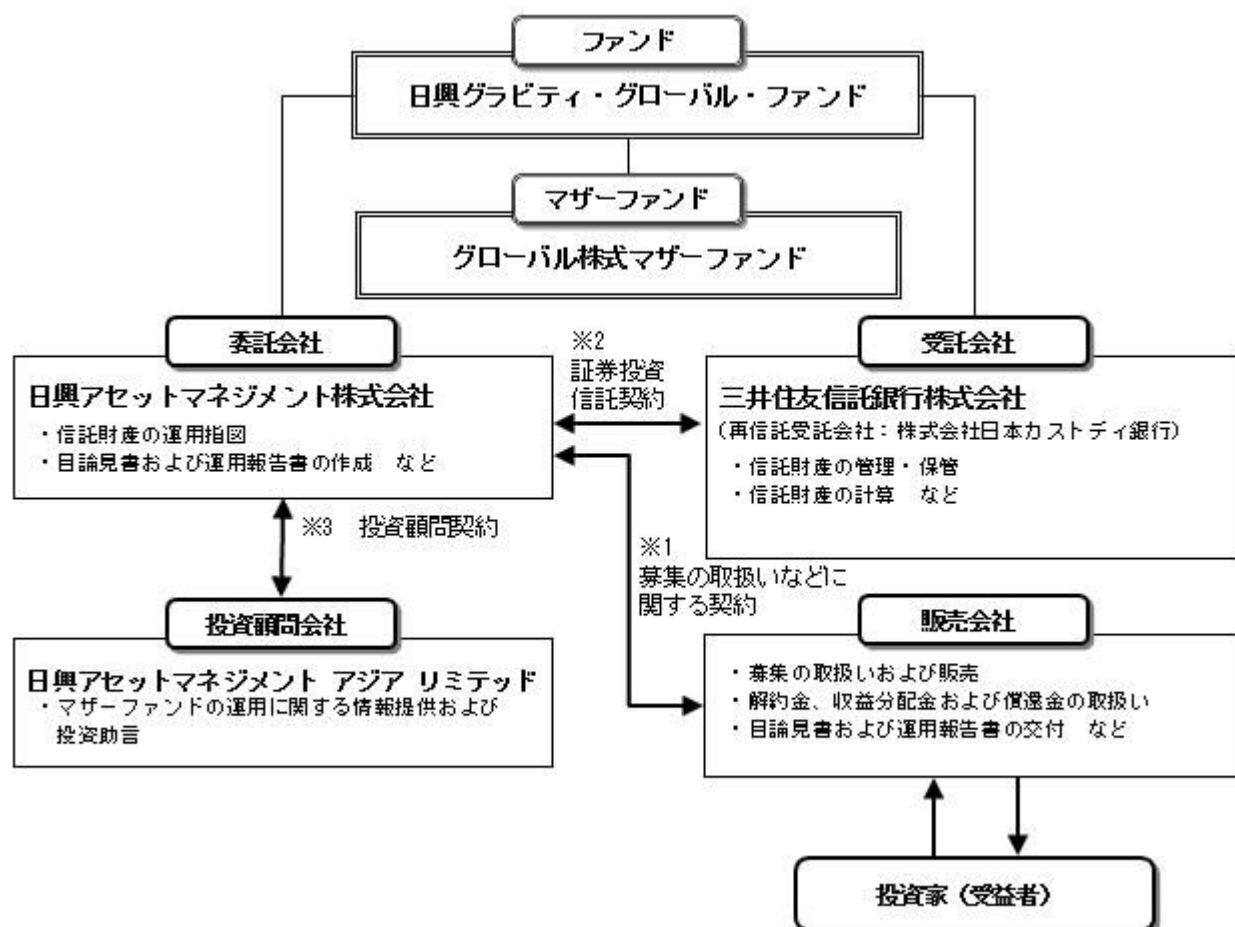 ファンド
日興グラビティ・グローバル・ファンド
マザーファンド
グローバル株式マザーファンド
委託会社
日興アセットマネジメント株式会社
・信託財産の運用指図
・目論見書および運用報告書の作成　など
※2
証券投資
信託契約
受託会社
三井住友信託銀行株式会社
(再信託受託会社：株式会社日本カストディ銀行)
・信託財産の管理・保管
・信託財産の計算　など
※3　投資顧問契約
※1
募集の取扱いなどに
関する契約
投資顧問会社
日興アセットマネジメント アジア リミテッド
・マザーファンドの運用に関する情報提供および
投資助言
販売会社
・募集の取扱いおよび販売
・解約金、収益分配金および償還金の取扱い
・目論見書および運用報告書の交付　など
投資家（受益者）